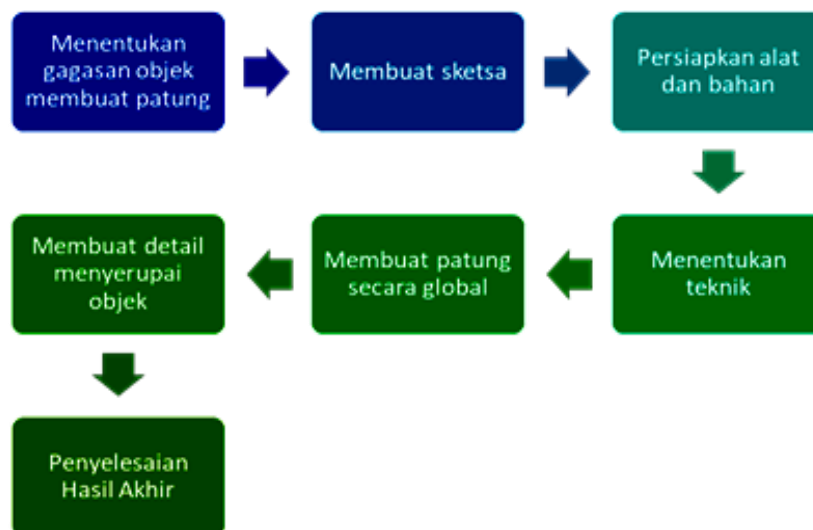 Menentukan
gagasan objek
membuat patung
Membuat sketsa
Persiapkan alat
dan bahan
Menentukan
teknik
Membuat patung
secara global
Membuat detail
menyerupai
objek
Penyelesaian
Hasil Akhir